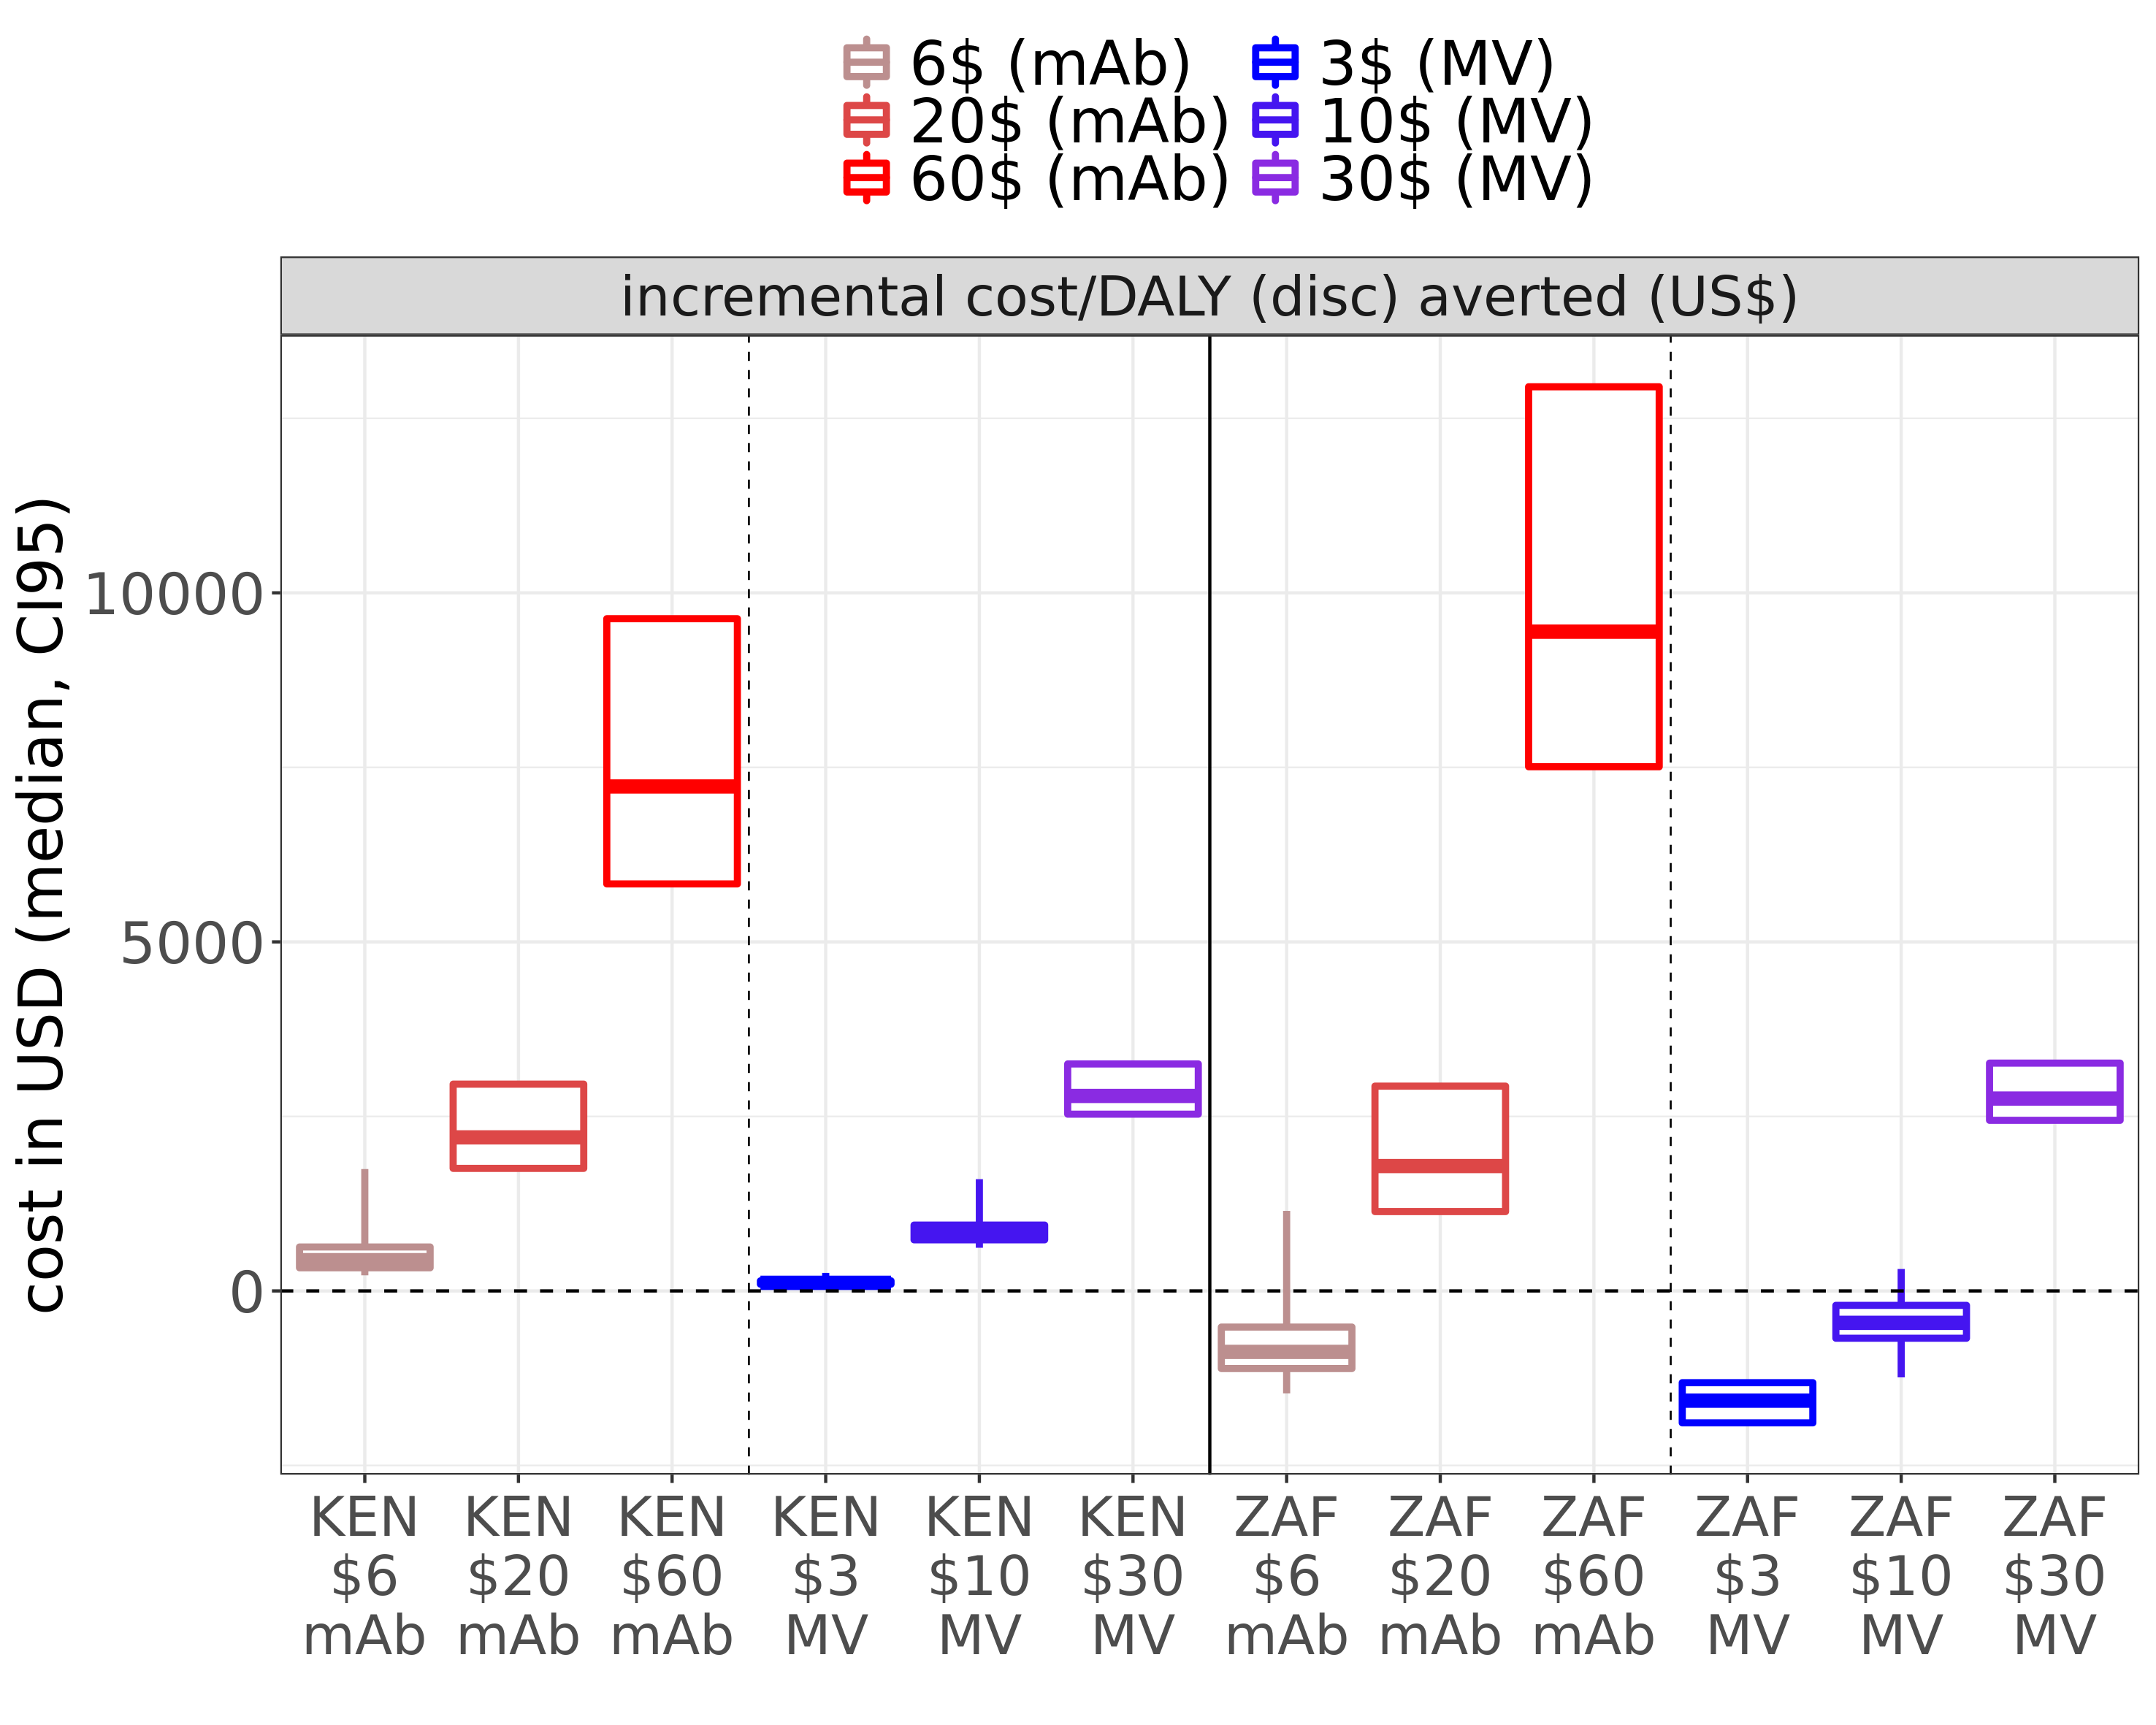 6$ (mAb) 3$ (MV)
20$ (mAb) 10$ (MV)
60$ (mAb) 30$ (MV)
incremental cost/DALY (disc) averted (US$)
cost in USD (median, CI95)
10000
5000
0
KEN KEN KEN KEN KEN KEN ZAF ZAF ZAF ZAF ZAF ZAF
$6 $20 $60 $3 $10 $30 $6 $20 $60 $3 $10 $30
mAb mAb mAb MV MV MV mAb mAb mAb MV MV MV